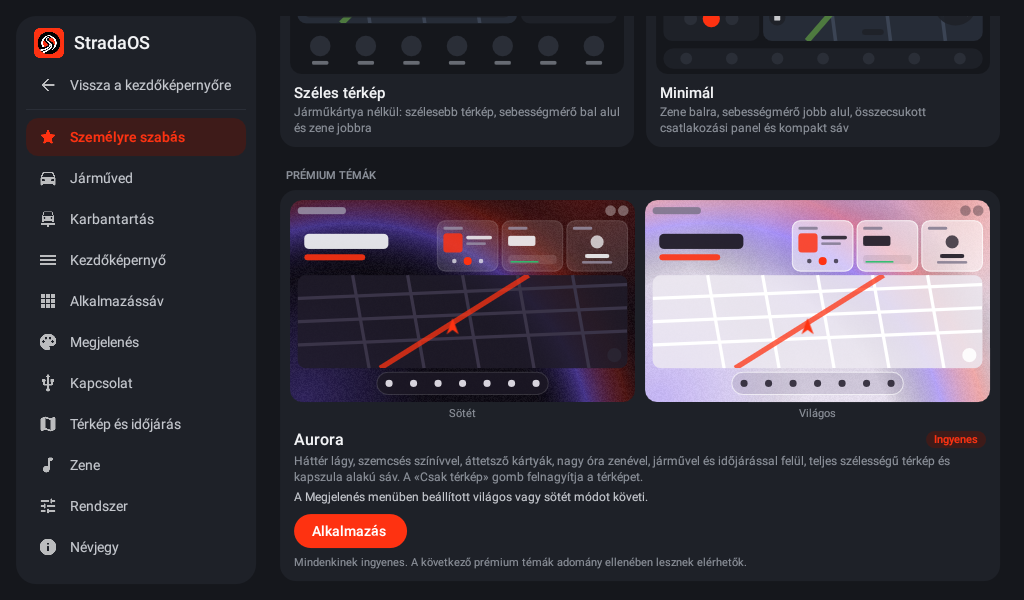 StradaOS
Vissza a kezdőképernyőre
Személyre szabás
Járműved
Karbantartás
Kezdőképernyő
Alkalmazássáv
Megjelenés
Kapcsolat
Térkép és időjárás
Zene
Rendszer
Névjegy
Széles térkép
Járműkártya nélkül: szélesebb térkép, sebességmérő bal alul
és zene jobbra
Minimál
Zene balra, sebességmérő jobb alul, összecsukott
csatlakozási panel és kompakt sáv
PRÉMIUM TÉMÁK
Sötét
Világos
Aurora
Ingyenes
Háttér lágy, szemcsés színívvel, áttetsző kártyák, nagy óra zenével, járművel és időjárással felül, teljes szélességű térkép és
kapszula alakú sáv. A «Csak térkép» gomb felnagyítja a térképet.
A Megjelenés menüben beállított világos vagy sötét módot követi.
Alkalmazás
Mindenkinek ingyenes. A következő prémium témák adomány ellenében lesznek elérhetők.